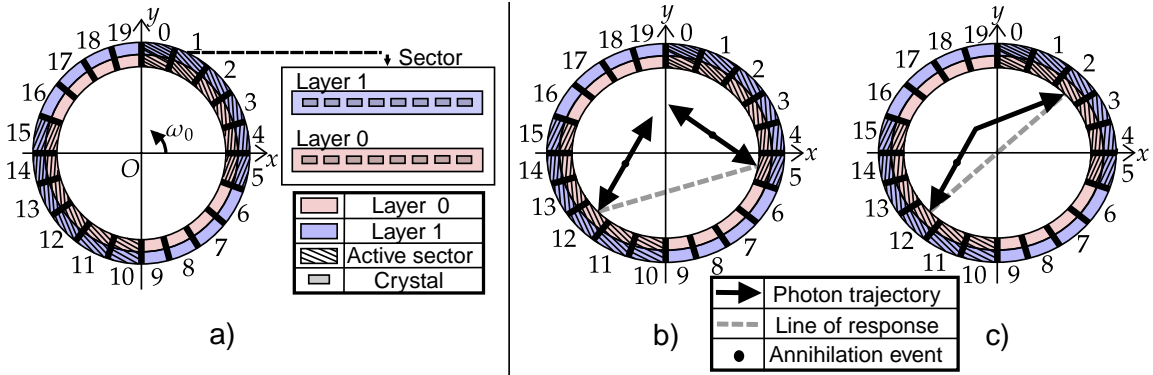 y
19 0
18 1
17 2
16 3
15 4
14 5
13 6
12 7
11 8
10 9
ω₀
O
x
Sector
Layer 1
Layer 0
Layer 0
Layer 1
Active sector
Crystal
a)
y
19 0
18 1
17 2
16 3
15 4
14 5
13 6
12 7
11 8
10 9
x
b)
y
19 0
18 1
17 2
16 3
15 4
14 5
13 6
12 7
11 8
10 9
x
c)
Photon trajectory
Line of response
Annihilation event